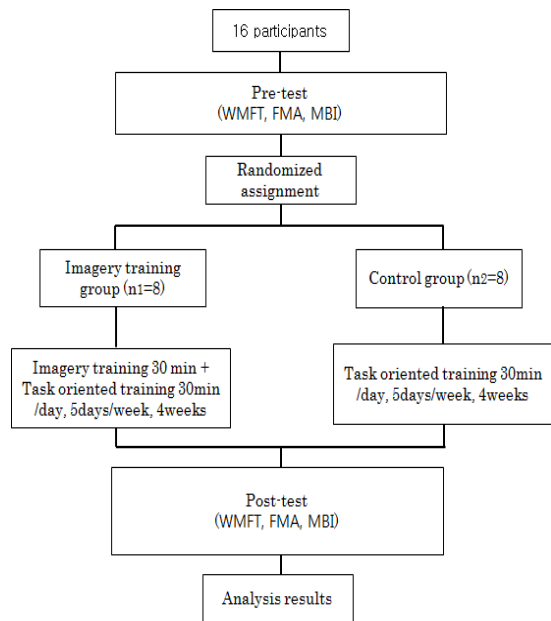 16 participants
Pre-test
(WMFT, FMA, MBI)
Randomized
assignment
Imagery training
group (n1=8)
Control group (n2=8)
Imagery training 30 min +
Task oriented training 30min
/day, 5days/week, 4weeks
Task oriented training 30min
/day, 5days/week, 4weeks
Post-test
(WMFT, FMA, MBI)
Analysis results